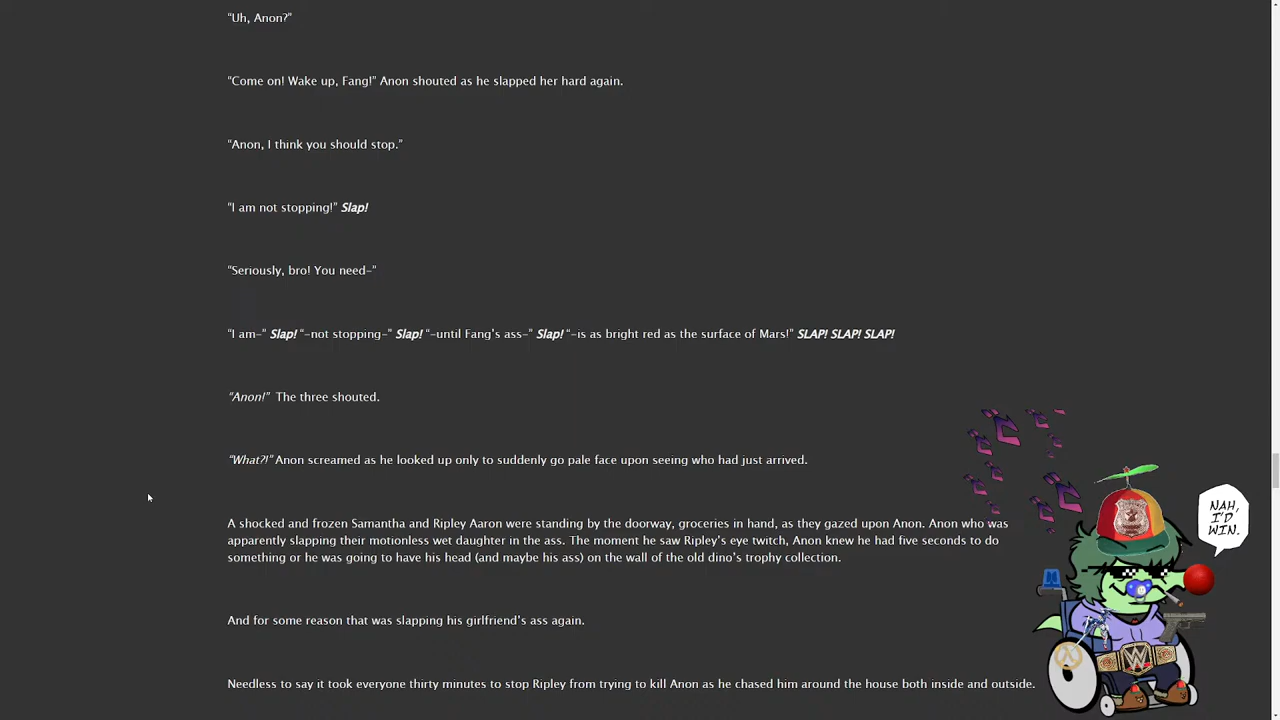 "Uh, Anon?"
"Come on! Wake up, Fang!" Anon shouted as he slapped her hard again.
"Anon, I think you should stop."
"I am not stopping!" Slap!
"Seriously, bro! You need–"
"I am–" Slap! "–not stopping–" Slap! "–until Fang's ass–" Slap! "–is as bright red as the surface of Mars!" SLAP! SLAP! SLAP!
"Anon!" The three shouted.
"What?!" Anon screamed as he looked up only to suddenly go pale face upon seeing who had just arrived.
A shocked and frozen Samantha and Ripley Aaron were standing by the doorway, groceries in hand, as they gazed upon Anon. Anon who was
apparently slapping their motionless wet daughter in the ass. The moment he saw Ripley's eye twitch, Anon knew he had five seconds to do
something or he was going to have his head (and maybe his ass) on the wall of the old dino's trophy collection.
And for some reason that was slapping his girlfriend's ass again.
Needless to say it took everyone thirty minutes to stop Ripley from trying to kill Anon as he chased him around the house both inside and outside.
NAH,
I'D
WIN.